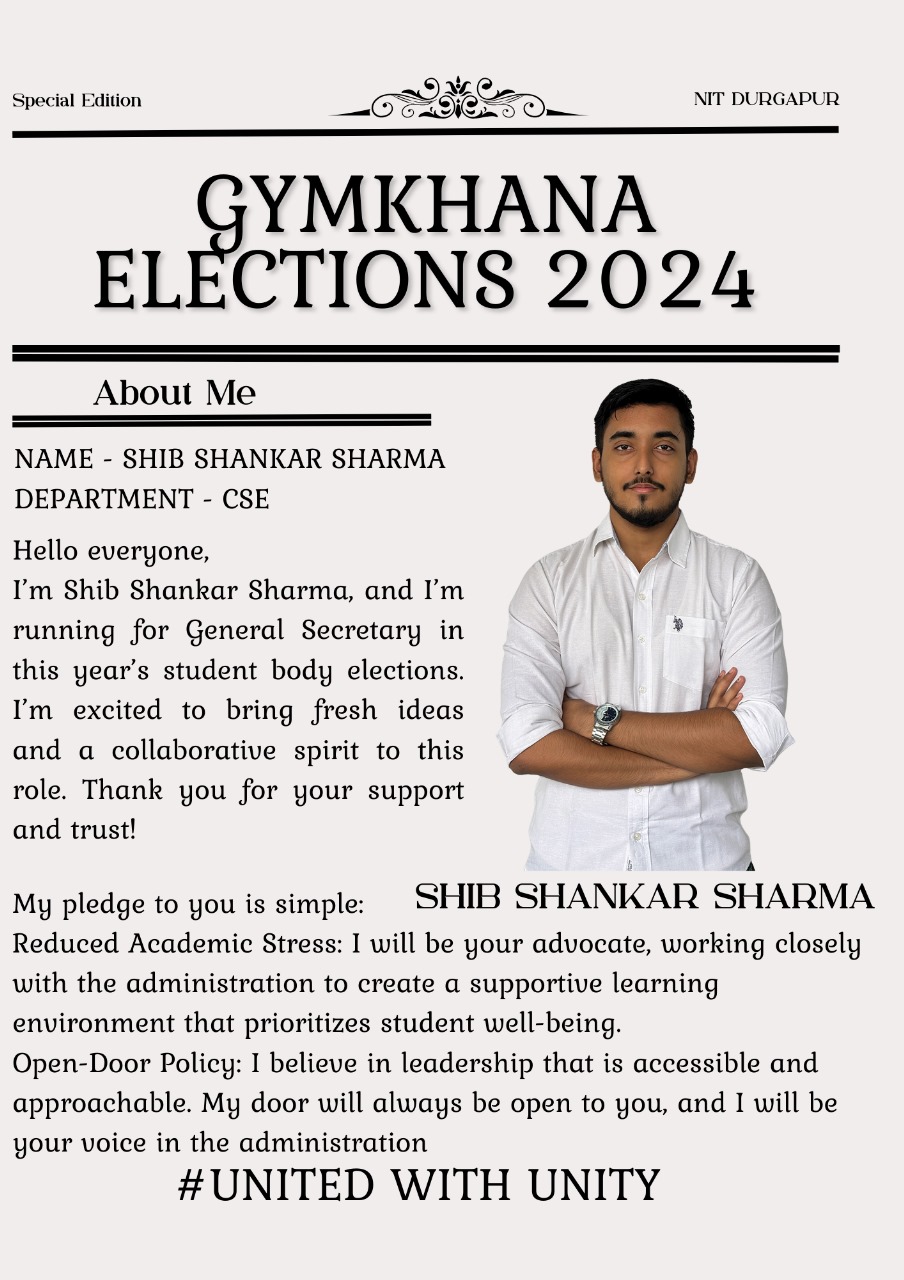 Special Edition
NIT DURGAPUR
GYMKHANA
ELECTIONS 2024
About Me
NAME - SHIB SHANKAR SHARMA
DEPARTMENT - CSE
Hello everyone,
I’m Shib Shankar Sharma, and I’m
running for General Secretary in
this year’s student body elections.
I’m excited to bring fresh ideas
and a collaborative spirit to this
role. Thank you for your support
and trust!
SHIB SHANKAR SHARMA
My pledge to you is simple:
Reduced Academic Stress: I will be your advocate, working closely
with the administration to create a supportive learning
environment that prioritizes student well-being.
Open-Door Policy: I believe in leadership that is accessible and
approachable. My door will always be open to you, and I will be
your voice in the administration
#UNITED WITH UNITY